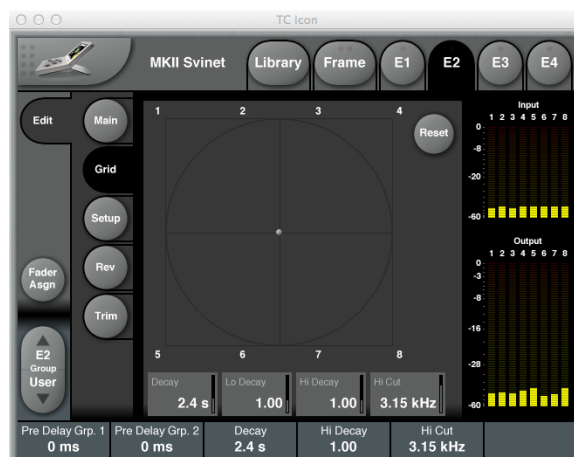 TC Icon
MKII Svinet
Library
Frame
E1
E2
E3
E4
Edit
Main
Grid
Setup
Rev
Trim
Fader
Asgn
E2
Group
User
1 2 3 4
Reset
5 6 7 8
Decay
2.4 s
Lo Decay
1.00
Hi Decay
1.00
Hi Cut
3.15 kHz
Input
1 2 3 4 5 6 7 8
0
-8
-20
-60
Output
1 2 3 4 5 6 7 8
0
-3
-8
-16
-28
-60
Pre Delay Grp. 1
0 ms
Pre Delay Grp. 2
0 ms
Decay
2.4 s
Hi Decay
1.00
Hi Cut
3.15 kHz